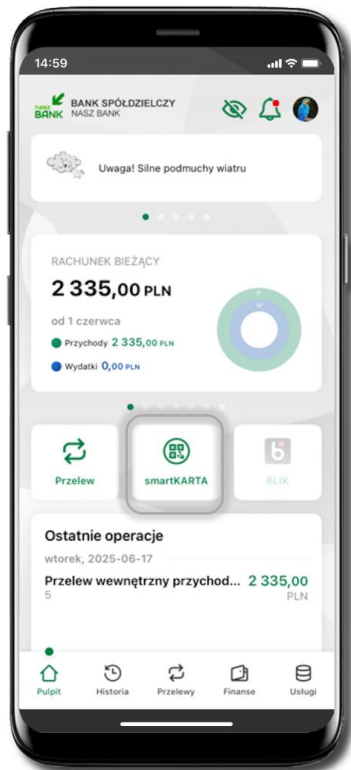 14:59
nasz BANK
BANK SPÓŁDZIELCZY
NASZ BANK
Uwaga! Silne podmuchy wiatru
RACHUNEK BIEŻĄCY
2 335,00 PLN
od 1 czerwca
Przychody 2 335,00 PLN
Wydatki 0,00 PLN
P
W
Przelew
smartKARTA
b
BLIK
Ostatnie operacje
wtorek, 2025-06-17
Przelew wewnętrzny przychod... 2 335,00
5 PLN
Pulpit
Historia
Przelewy
Finanse
Usługi